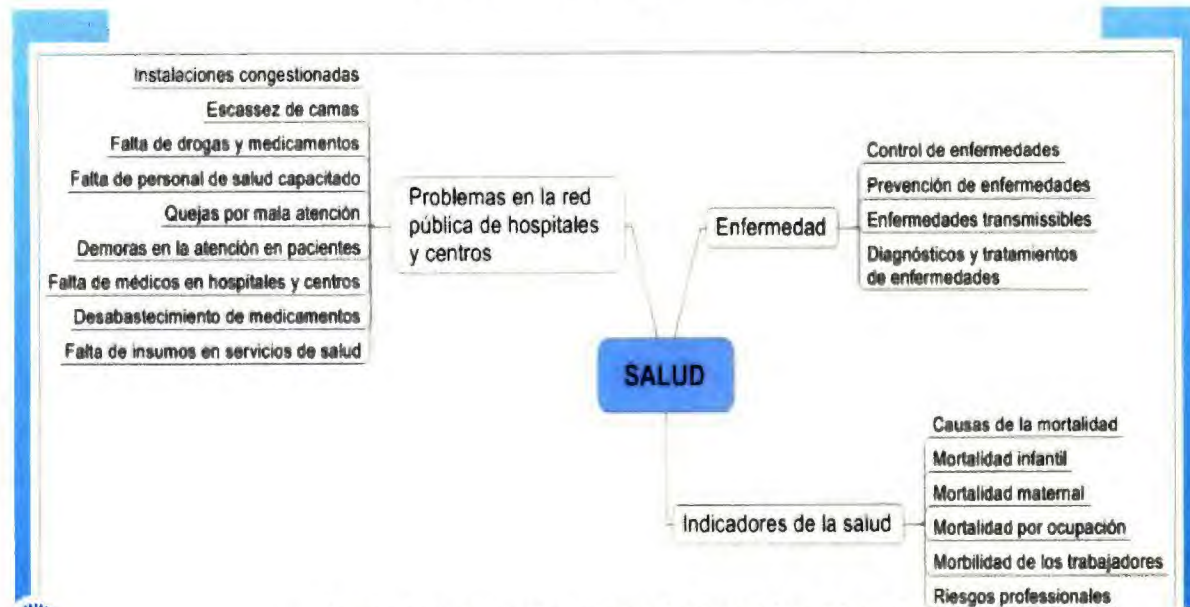 Instalaciones congestionadas
Escassez de camas
Falta de drogas y medicamentos
Falta de personal de salud capacitado
Quejas por mala atención
Demoras en la atención en pacientes
Falta de médicos en hospitales y centros
Desabastecimiento de medicamentos
Falta de insumos en servicios de salud
Problemas en la red
pública de hospitales
y centros
Enfermedad
Control de enfermedades
Prevención de enfermedades
Enfermedades transmissibles
Diagnósticos y tratamientos
de enfermedades
SALUD
Indicadores de la salud
Causas de la mortalidad
Mortalidad infantil
Mortalidad maternal
Mortalidad por ocupación
Morbilidad de los trabajadores
Riesgos professionales